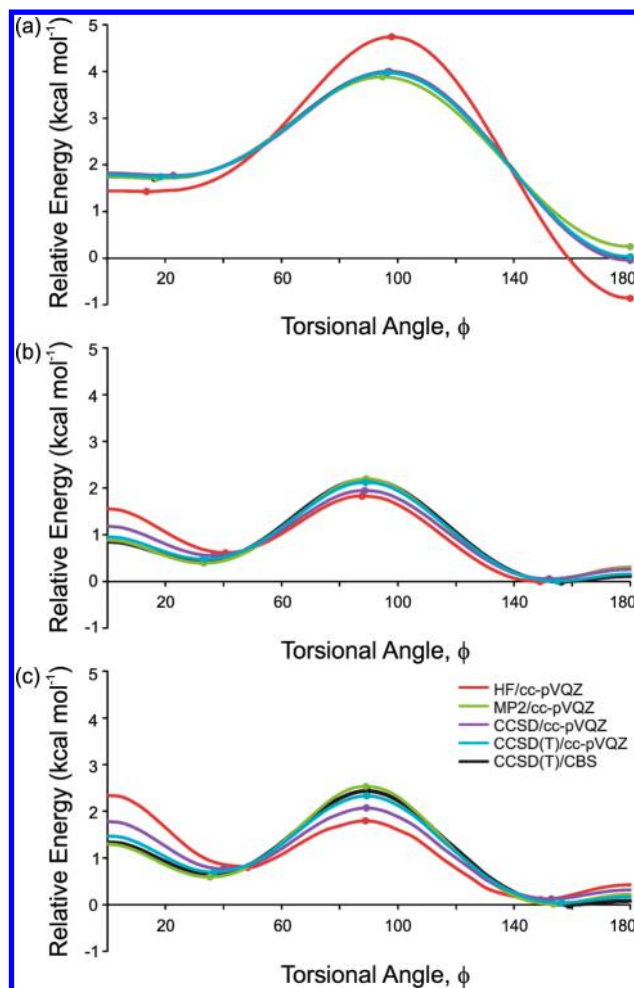 (a)
Relative Energy (kcal mol⁻¹)
5
4
3
2
1
0
-1
20 60 100 140 180
Torsional Angle, ϕ
(b)
Relative Energy (kcal mol⁻¹)
5
4
3
2
1
0
-1
20 60 100 140 180
Torsional Angle, ϕ
(c)
Relative Energy (kcal mol⁻¹)
5
4
3
2
1
0
-1
HF/cc-pVQZ
MP2/cc-pVQZ
CCSD/cc-pVQZ
CCSD(T)/cc-pVQZ
CCSD(T)/CBS
20 60 100 140 180
Torsional Angle, ϕ